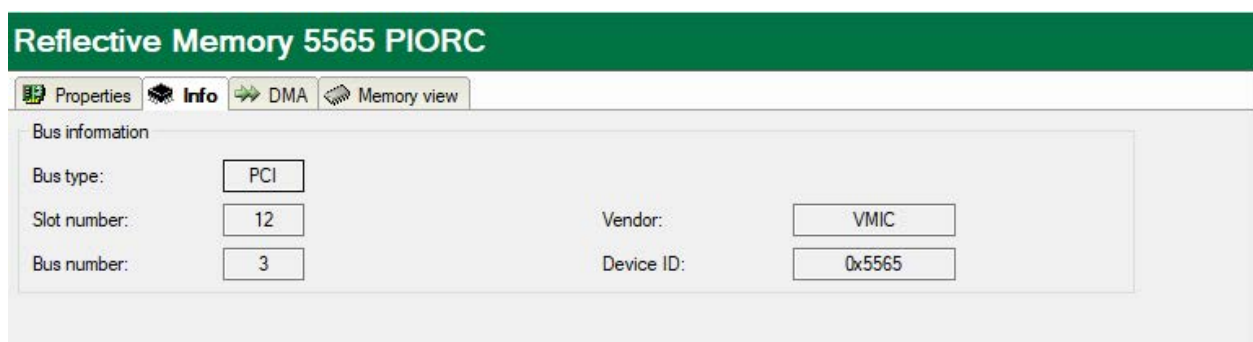 Reflective Memory 5565 PIORC
Properties Info DMA Memory view
Bus information
Bus type: PCI
Slot number: 12 Vendor: VMIC
Bus number: 3 Device ID: 0x5565